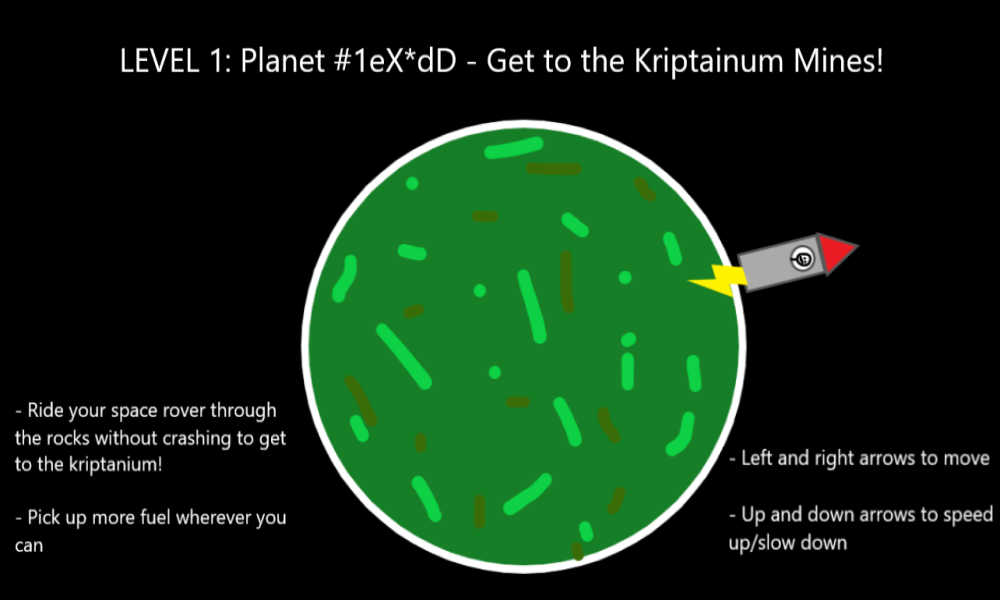 LEVEL 1: Planet #1eX*dD - Get to the Kriptainum Mines!
- Ride your space rover through
the rocks without crashing to get
to the kriptanium!
- Pick up more fuel wherever you
can
- Left and right arrows to move
- Up and down arrows to speed
up/slow down